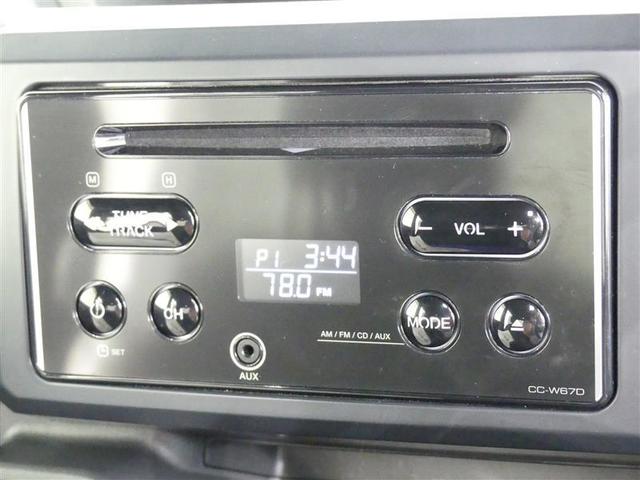 M H
TUNE
TRACK
VOL
P1 3:44
78.0 FM
CH
MODE
AM / FM / CD / AUX
SET
AUX
CC-W67D